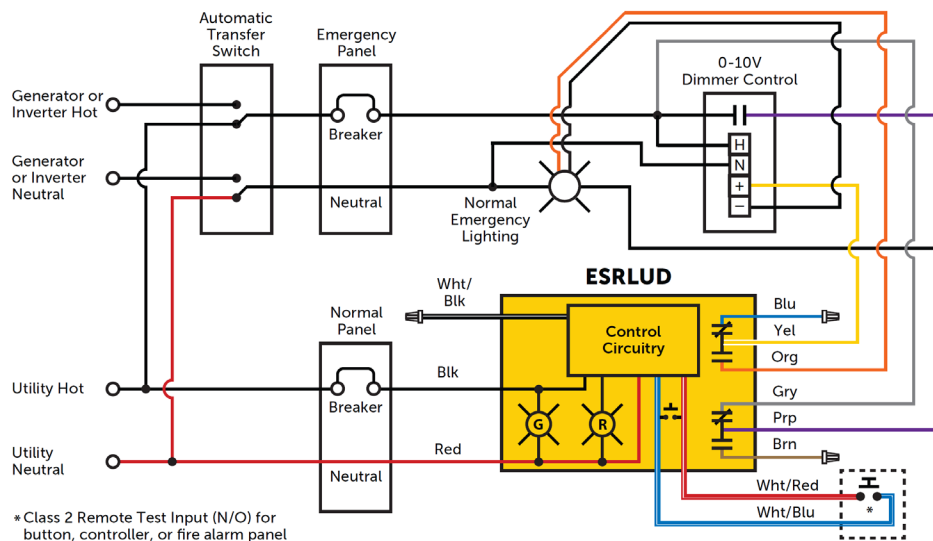 Automatic
Transfer
Switch
Emergency
Panel
0-10V
Dimmer Control
Generator or
Inverter Hot
Breaker
H
N
+
−
Generator
or Inverter
Neutral
Neutral
Normal
Emergency
Lighting
ESRLUD
Wht/
Blk
Normal
Panel
Control
Circuitry
Blu
Yel
Org
Utility Hot
Breaker
Blk
G
R
Gry
Prp
Brn
Utility
Neutral
Neutral
Red
Wht/Red
Wht/Blu
*
*Class 2 Remote Test Input (N/O) for
button, controller, or fire alarm panel